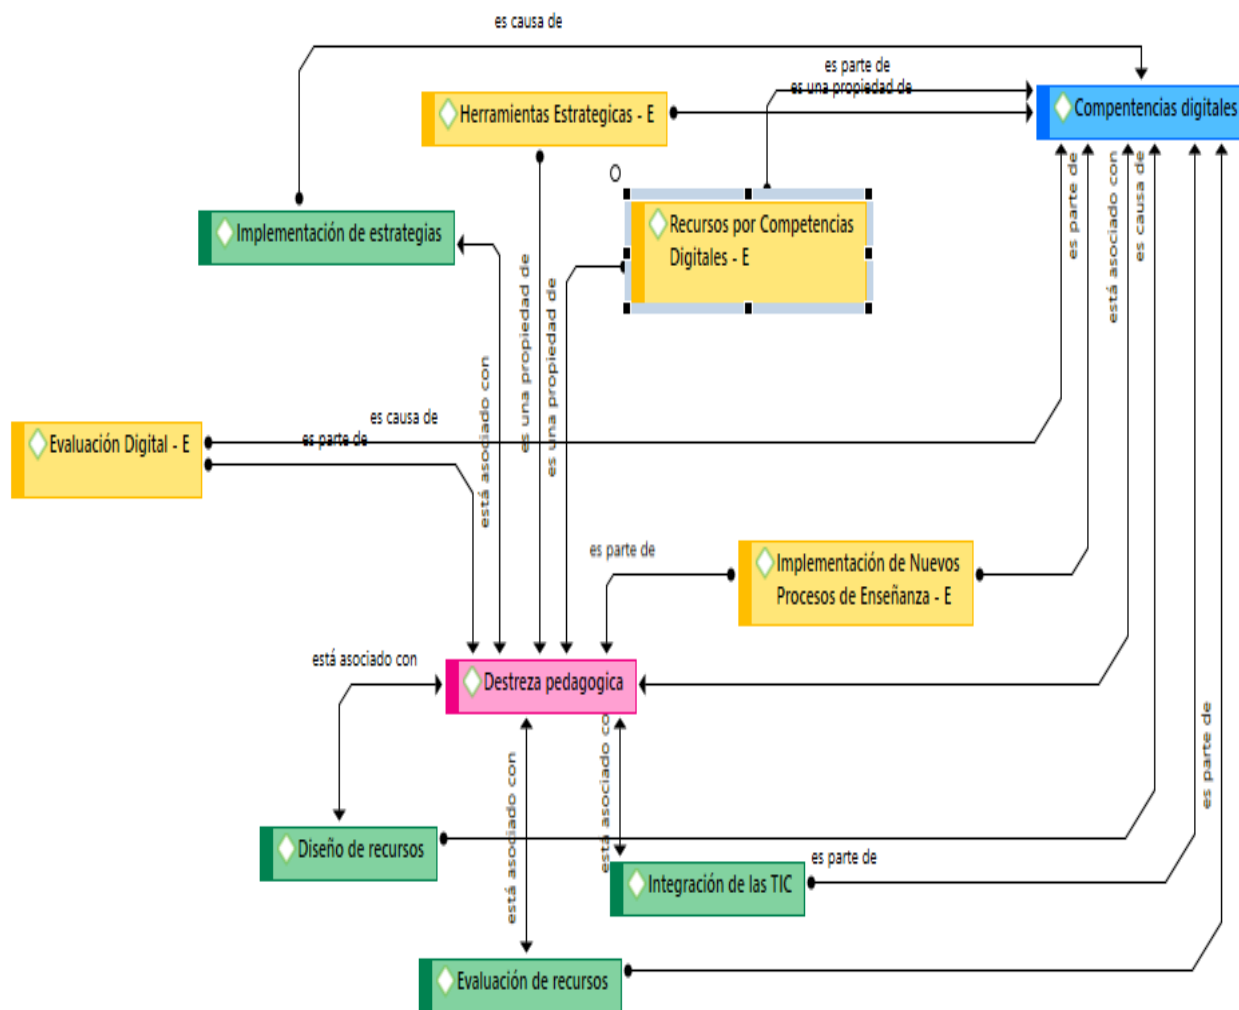 es causa de
es parte de
es una propiedad de
Herramientas Estrategicas - E
Compentencias digitales
Implementación de estrategias
Recursos por Competencias
Digitales - E
es parte de
está asociado con
es causa de
es una propiedad de
es una propiedad de
está asociado con
es causa de
Evaluación Digital - E
es parte de
es parte de
Implementación de Nuevos
Procesos de Enseñanza - E
está asociado con
Destreza pedagogica
es parte de
está asociado con
está asociado co
Diseño de recursos
es parte de
Integración de las TIC
Evaluación de recursos